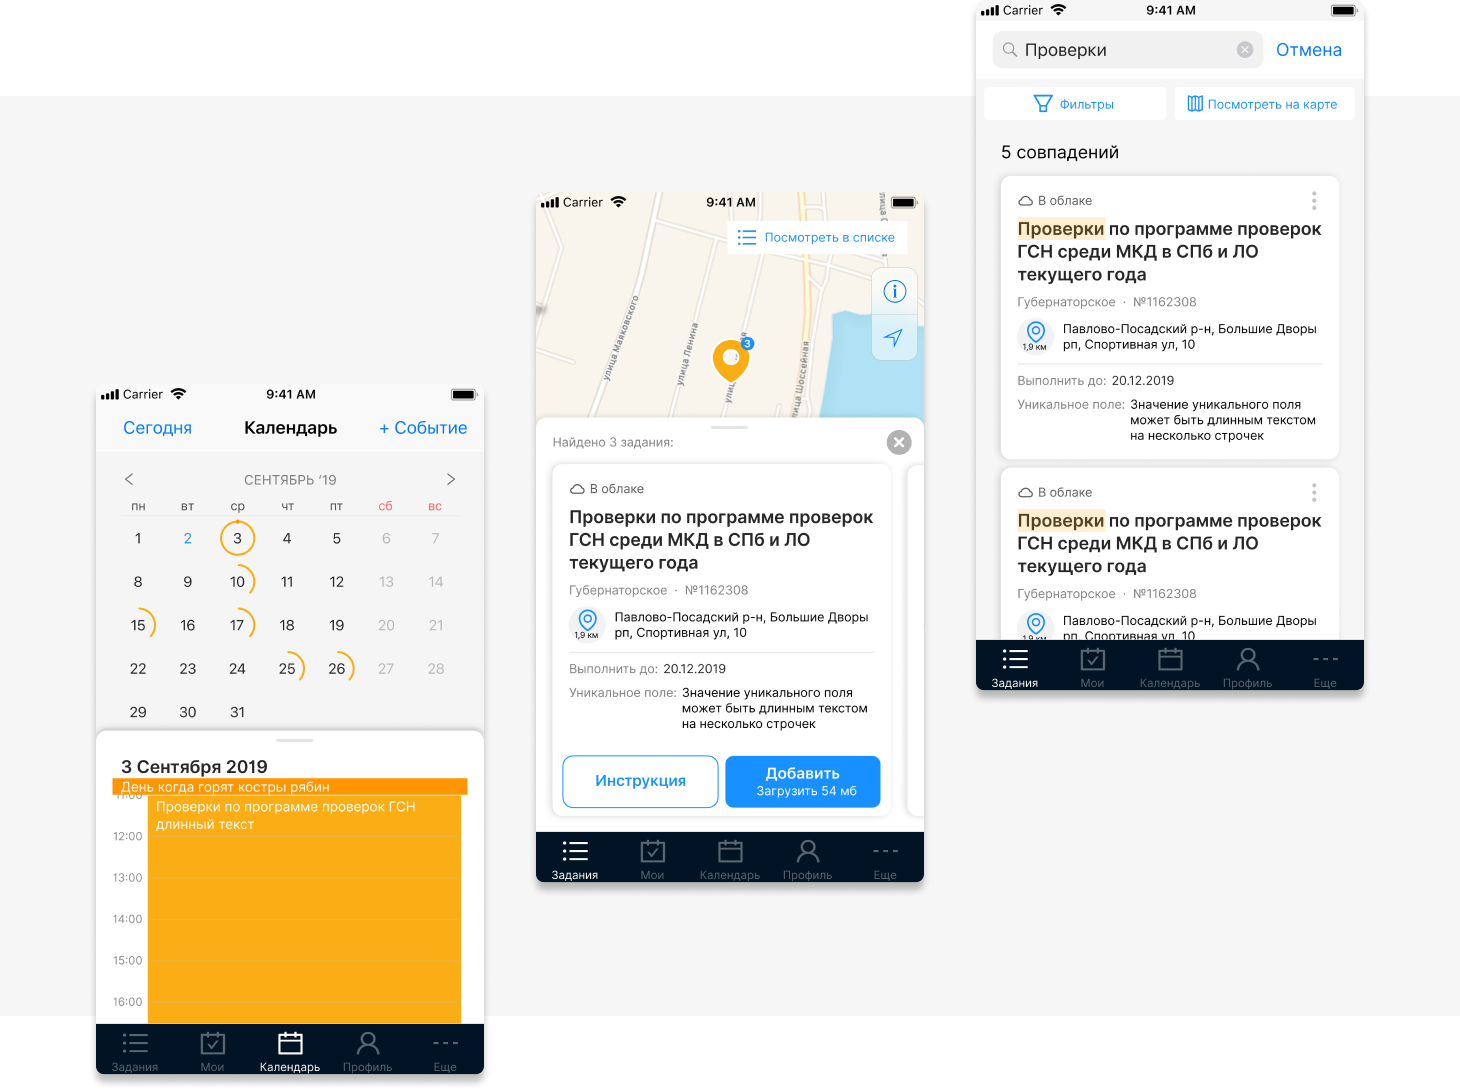 Carrier 9:41 AM
Сегодня Календарь + Событие
СЕНТЯБРЬ ’19
пн вт ср чт пт сб вс
1 2 3 4 5 6 7
8 9 10 11 12 13 14
15 16 17 18 19 20 21
22 23 24 25 26 27 28
29 30 31
3 Сентября 2019
День когда горят костры рябин
11:00
Проверки по программе проверок ГСН
длинный текст
12:00
13:00
14:00
15:00
16:00
Задания Мои Календарь Профиль Еще
Carrier 9:41 AM
Посмотреть в списке
улица Маяковского
улица Ленина
улица Шоссейная
3
Найдено 3 задания:
В облаке
Проверки по программе проверок
ГСН среди МКД в СПб и ЛО
текущего года
Губернаторское · №1162308
1,9 км
Павлово-Посадский р-н, Большие Дворы
рп, Спортивная ул, 10
Выполнить до: 20.12.2019
Уникальное поле: Значение уникального поля
может быть длинным текстом
на несколько строчек
Инструкция
Добавить
Загрузить 54 мб
Задания Мои Календарь Профиль Еще
Carrier 9:41 AM
Проверки Отмена
Фильтры Посмотреть на карте
5 совпадений
В облаке
Проверки по программе проверок
ГСН среди МКД в СПб и ЛО
текущего года
Губернаторское · №1162308
1,9 км
Павлово-Посадский р-н, Большие Дворы
рп, Спортивная ул, 10
Выполнить до: 20.12.2019
Уникальное поле: Значение уникального поля
может быть длинным текстом
на несколько строчек
В облаке
Проверки по программе проверок
ГСН среди МКД в СПб и ЛО
текущего года
Губернаторское · №1162308
1,9 км
Павлово-Посадский р-н, Большие Дворы
рп, Спортивная ул, 10
Задания Мои Календарь Профиль Еще